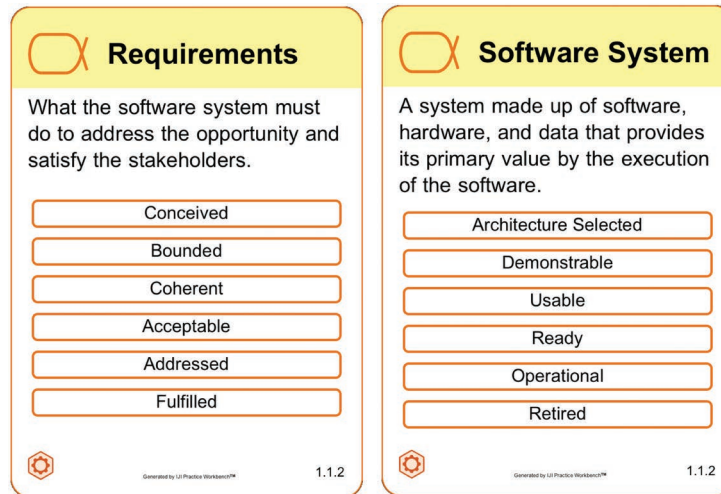 Requirements
What the software system must
do to address the opportunity and
satisfy the stakeholders.
Conceived
Bounded
Coherent
Acceptable
Addressed
Fulfilled
Generated by IJI Practice Workbench™
1.1.2
Software System
A system made up of software,
hardware, and data that provides
its primary value by the execution
of the software.
Architecture Selected
Demonstrable
Usable
Ready
Operational
Retired
Generated by IJI Practice Workbench™
1.1.2